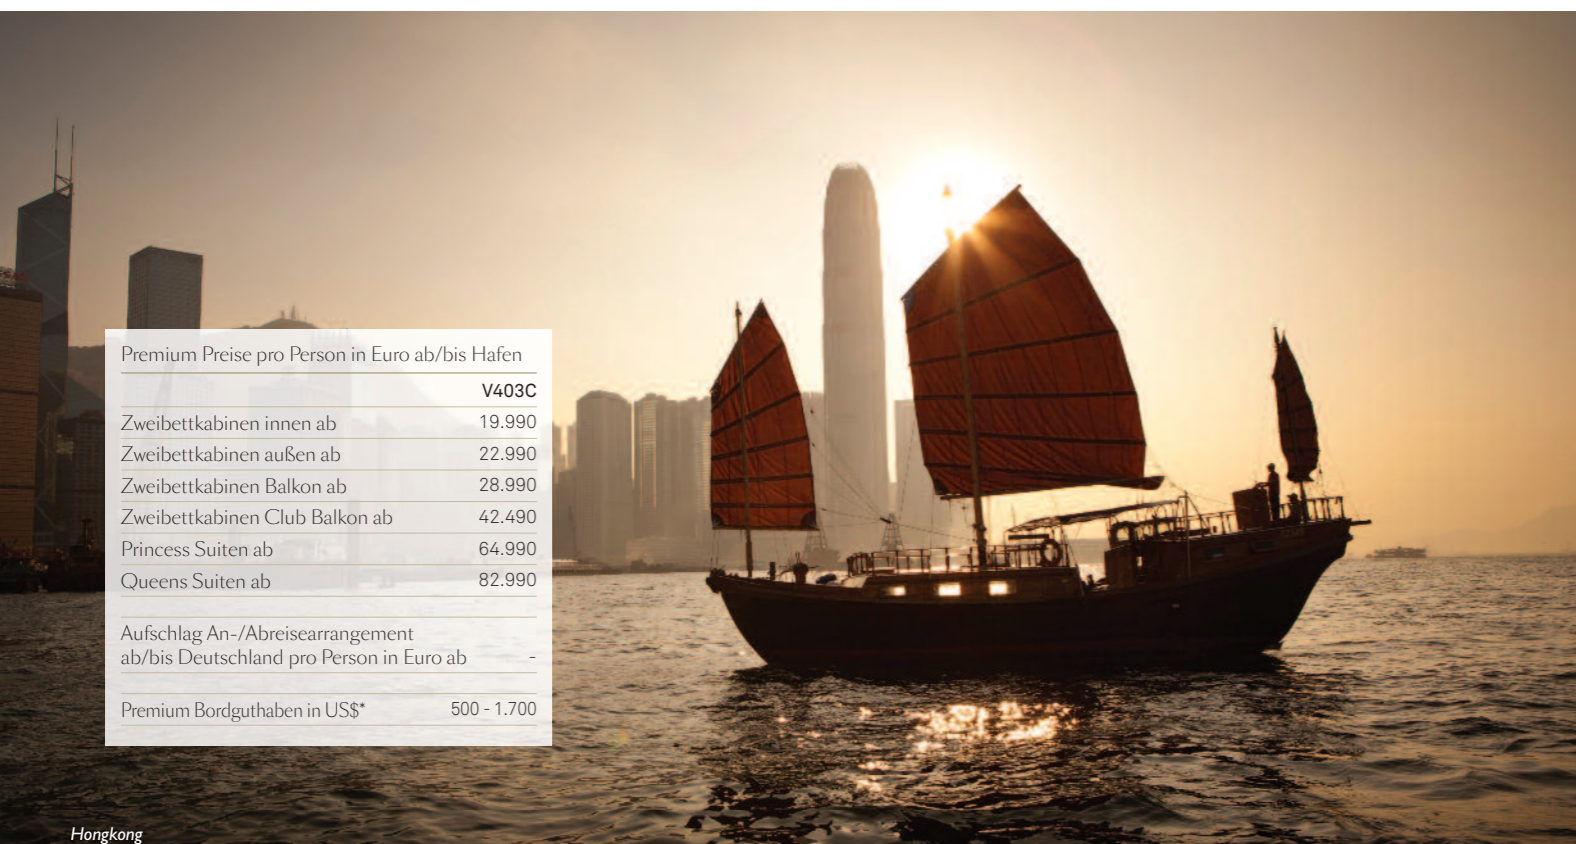 Premium Preise pro Person in Euro ab/bis Hafen
V403C
Zweibettkabinen innen ab 19.990
Zweibettkabinen außen ab 22.990
Zweibettkabinen Balkon ab 28.990
Zweibettkabinen Club Balkon ab 42.490
Princess Suiten ab 64.990
Queens Suiten ab 82.990
Aufschlag An-/Abreisearrangement
ab/bis Deutschland pro Person in Euro ab -
Premium Bordguthaben in US$* 500 - 1.700
Hongkong